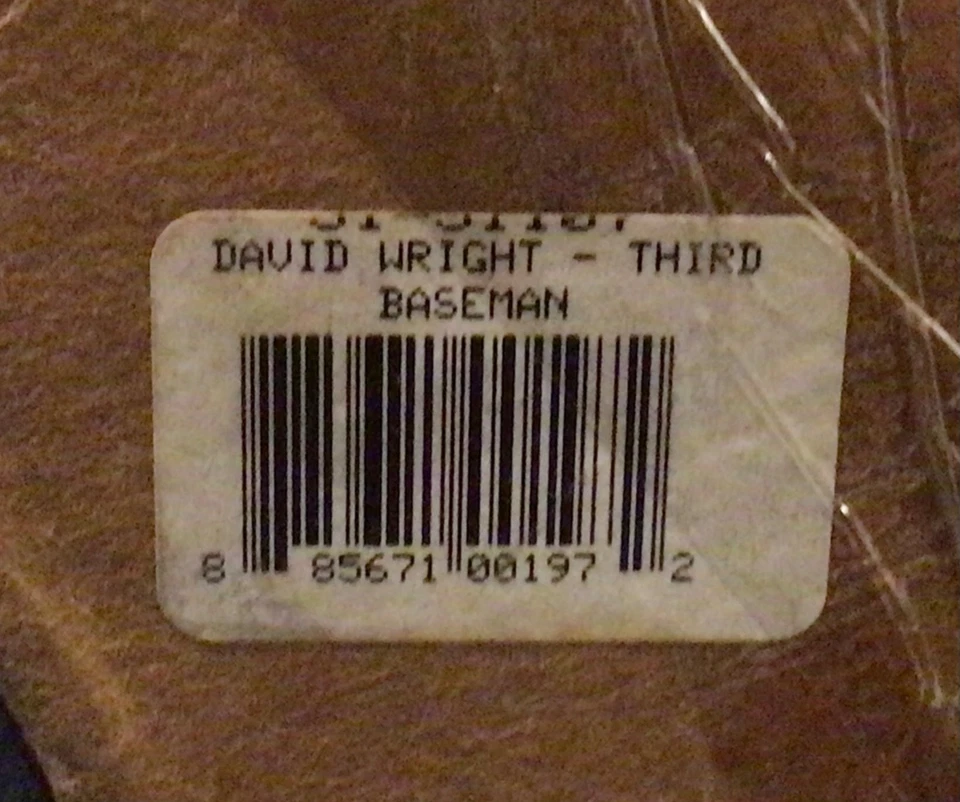 DAVID WRIGHT - THIRD
BASEMAN
8 85671 00197 2